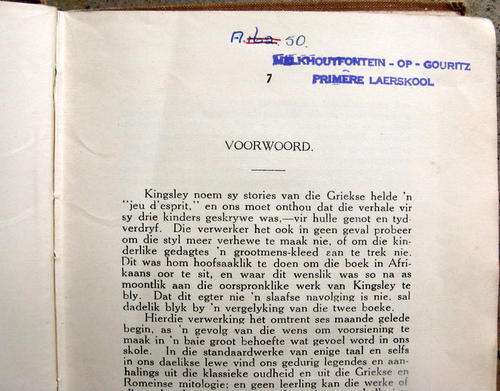 A. 50.
MELKHOUTFONTEIN - OP - GOURITZ
PRIMÊRE LAERSKOOL
7
VOORWOORD.
Kingsley noem sy stories van die Griekse helde 'n
"jeu d'esprit," en ons moet onthou dat die verhale vir
sy drie kinders geskrywe was,—vir hulle genot en tyd-
verdryf. Die verwerker het ook in geen geval probeer
om die styl meer verhewe te maak nie, of om die kin-
derlike gedagtes 'n grootmens-kleed aan te trek nie.
Dit was hom hoofsaaklik te doen om die boek in Afri-
kaans oor te sit, en waar dit wenslik was so na as
moontlik aan die oorspronklike werk van Kingsley te
bly. Dat dit egter nie 'n slaafse navolging is nie, sal
dadelik blyk by 'n vergelyking van die twee boeke.
Hierdie verwerking het omtrent ses maande gelede
begin, as 'n gevolg van die wens om voorsiening te
maak in 'n baie groot behoefte wat gevoel word in ons
skole. In die standaardwerke van enige taal en selfs
in ons daelikse lewe vind ons gedurig legendes en aan-
halings uit die klassieke oudheid en uit die Griekse en
Romeinse mitologie; en geen leerling kan die werke of